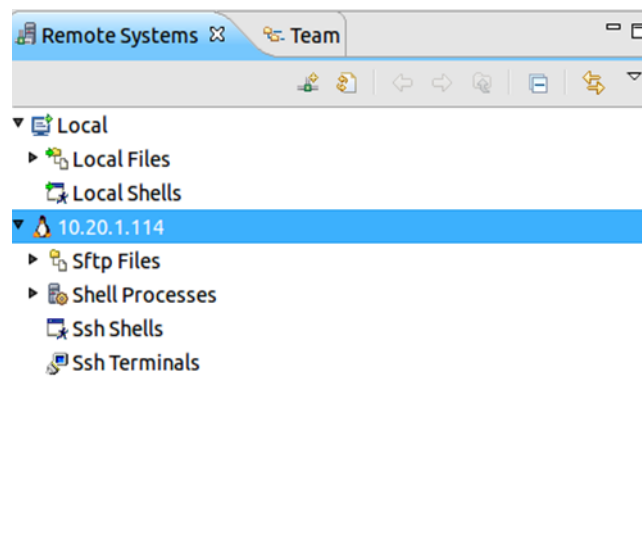 Remote Systems Team
Local
Local Files
Local Shells
10.20.1.114
Sftp Files
Shell Processes
Ssh Shells
Ssh Terminals